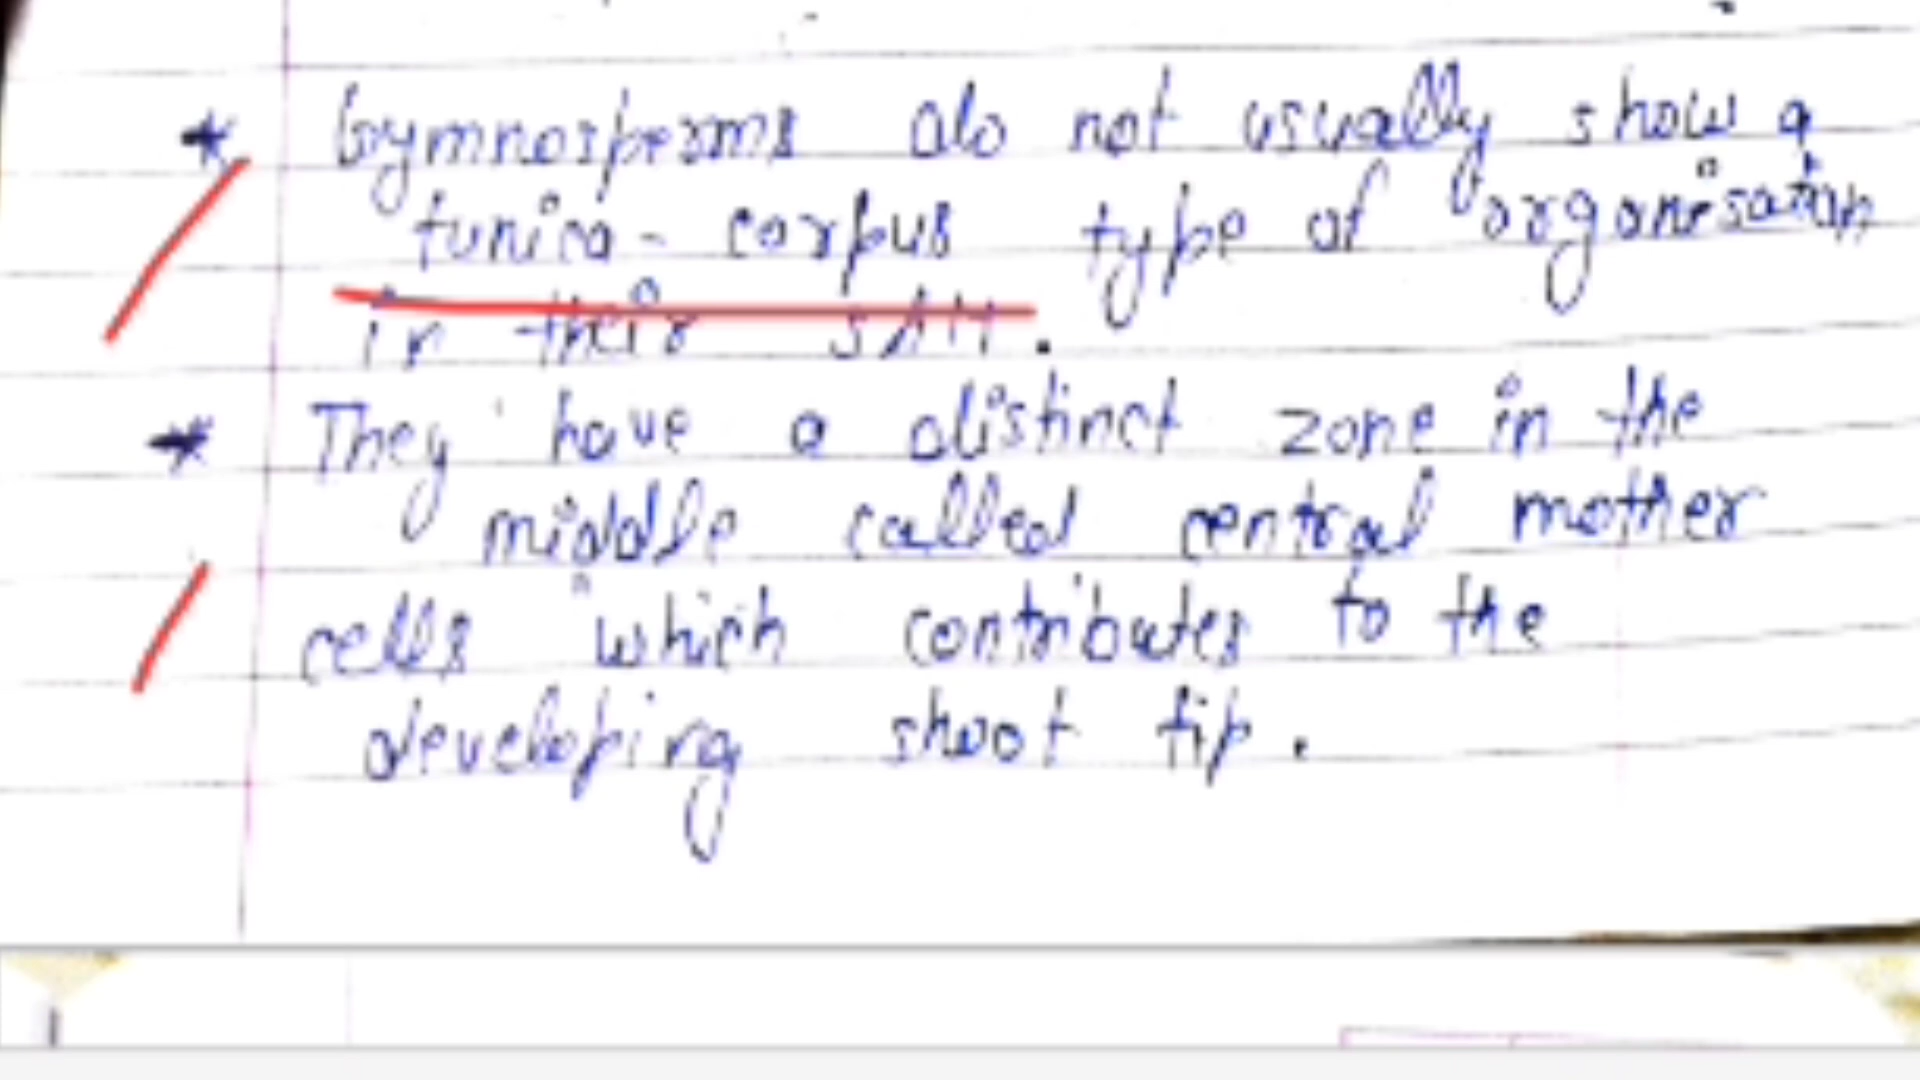 * Gymnosperms do not usually show a
tunica - corpus type of organisation
in their SAM.
* They have a distinct zone in the
middle called central mother
cells which contributes to the
developing shoot tip.